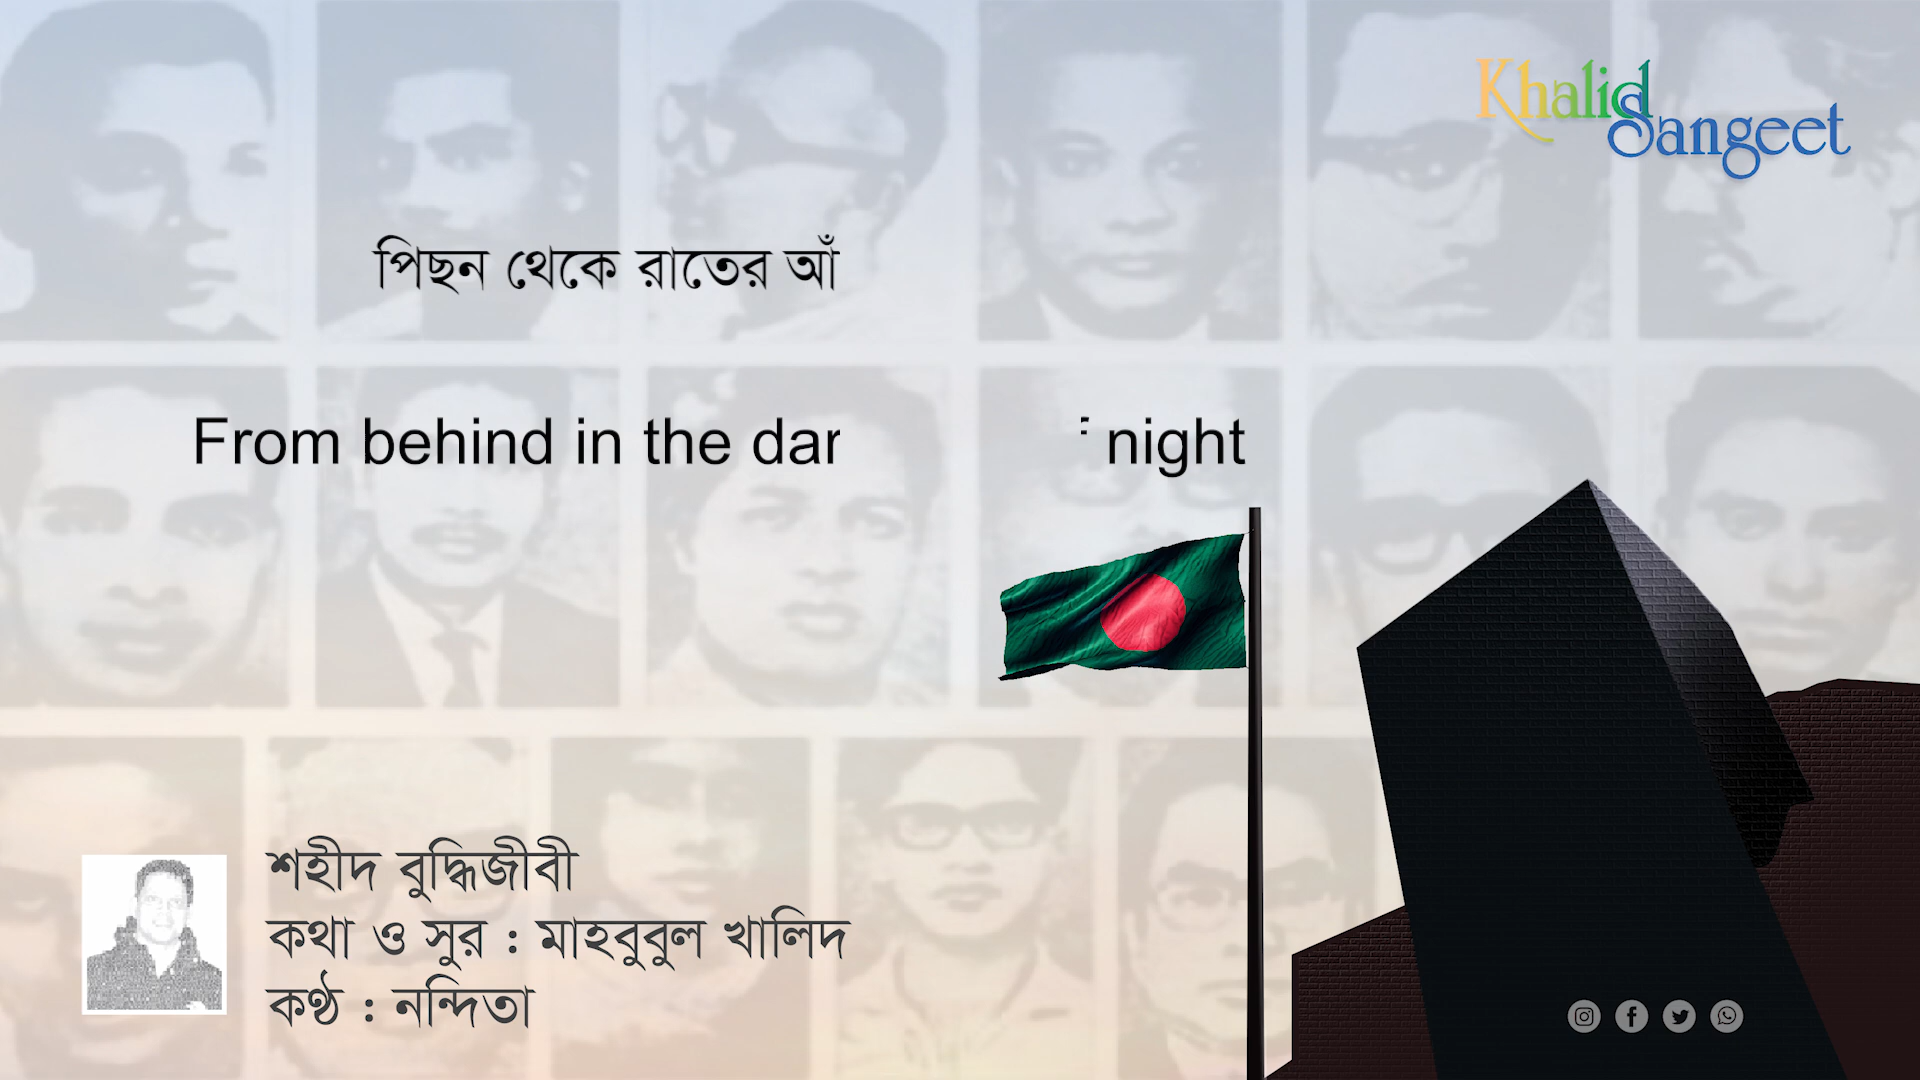 Khalid
Sangeet
পিছন থেকে রাতের আঁ
From behind in the dar night
শহীদ বুদ্ধিজীবী
কথা ও সুর : মাহবুবুল খালিদ
কণ্ঠ : নন্দিতা